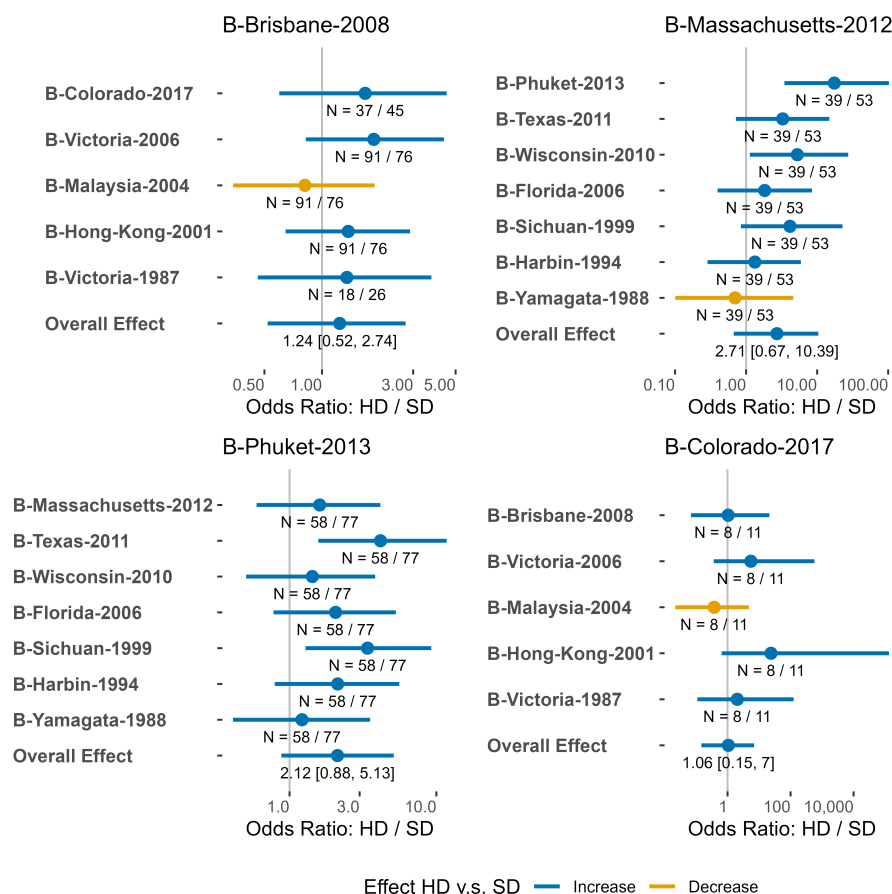 B-Brisbane-2008
B-Colorado-2017
N = 37 / 45
B-Victoria-2006
N = 91 / 76
B-Malaysia-2004
N = 91 / 76
B-Hong-Kong-2001
N = 91 / 76
B-Victoria-1987
N = 18 / 26
Overall Effect
1.24 [0.52, 2.74]
0.50 1.00 3.00 5.00
Odds Ratio: HD / SD
B-Massachusetts-2012
B-Phuket-2013
N = 39 / 53
B-Texas-2011
N = 39 / 53
B-Wisconsin-2010
N = 39 / 53
B-Florida-2006
N = 39 / 53
B-Sichuan-1999
N = 39 / 53
B-Harbin-1994
N = 39 / 53
B-Yamagata-1988
N = 39 / 53
Overall Effect
2.71 [0.67, 10.39]
0.10 1.00 10.00 100.00
Odds Ratio: HD / SD
B-Phuket-2013
B-Massachusetts-2012
N = 58 / 77
B-Texas-2011
N = 58 / 77
B-Wisconsin-2010
N = 58 / 77
B-Florida-2006
N = 58 / 77
B-Sichuan-1999
N = 58 / 77
B-Harbin-1994
N = 58 / 77
B-Yamagata-1988
N = 58 / 77
Overall Effect
2.12 [0.88, 5.13]
1.0 3.0 10.0
Odds Ratio: HD / SD
B-Colorado-2017
B-Brisbane-2008
N = 8 / 11
B-Victoria-2006
N = 8 / 11
B-Malaysia-2004
N = 8 / 11
B-Hong-Kong-2001
N = 8 / 11
B-Victoria-1987
N = 8 / 11
Overall Effect
1.06 [0.15, 7]
1 100 10,000
Odds Ratio: HD / SD
Effect HD v.s. SD Increase Decrease